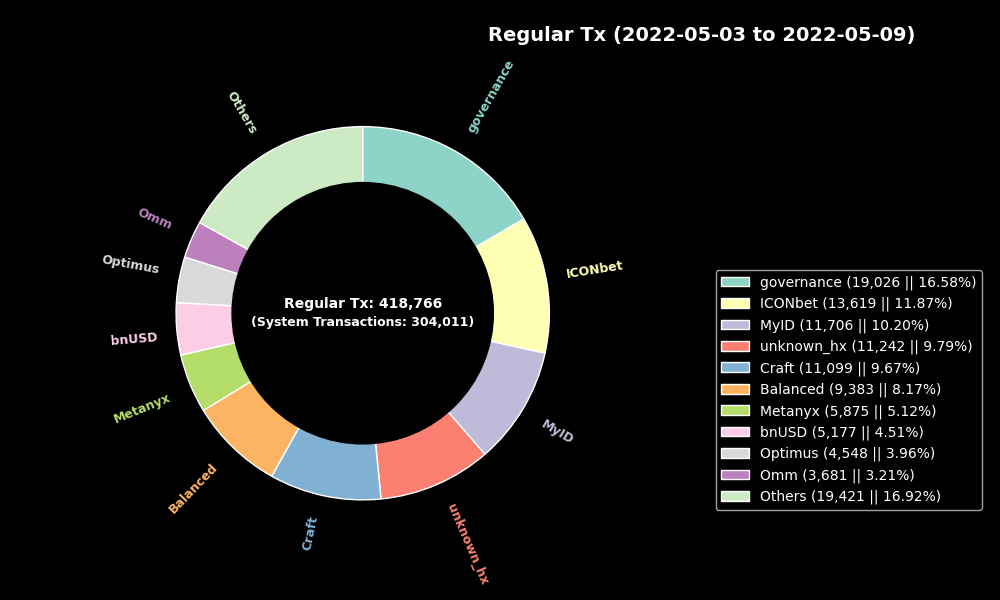 Regular Tx (2022-05-03 to 2022-05-09)
governance
Others
ICONbet
Omm
Optimus
Regular Tx: 418,766
(System Transactions: 304,011)
bnUSD
Metanyx
MyID
Balanced
Craft
unknown_hx
governance (19,026 || 16.58%)
ICONbet (13,619 || 11.87%)
MyID (11,706 || 10.20%)
unknown_hx (11,242 || 9.79%)
Craft (11,099 || 9.67%)
Balanced (9,383 || 8.17%)
Metanyx (5,875 || 5.12%)
bnUSD (5,177 || 4.51%)
Optimus (4,548 || 3.96%)
Omm (3,681 || 3.21%)
Others (19,421 || 16.92%)